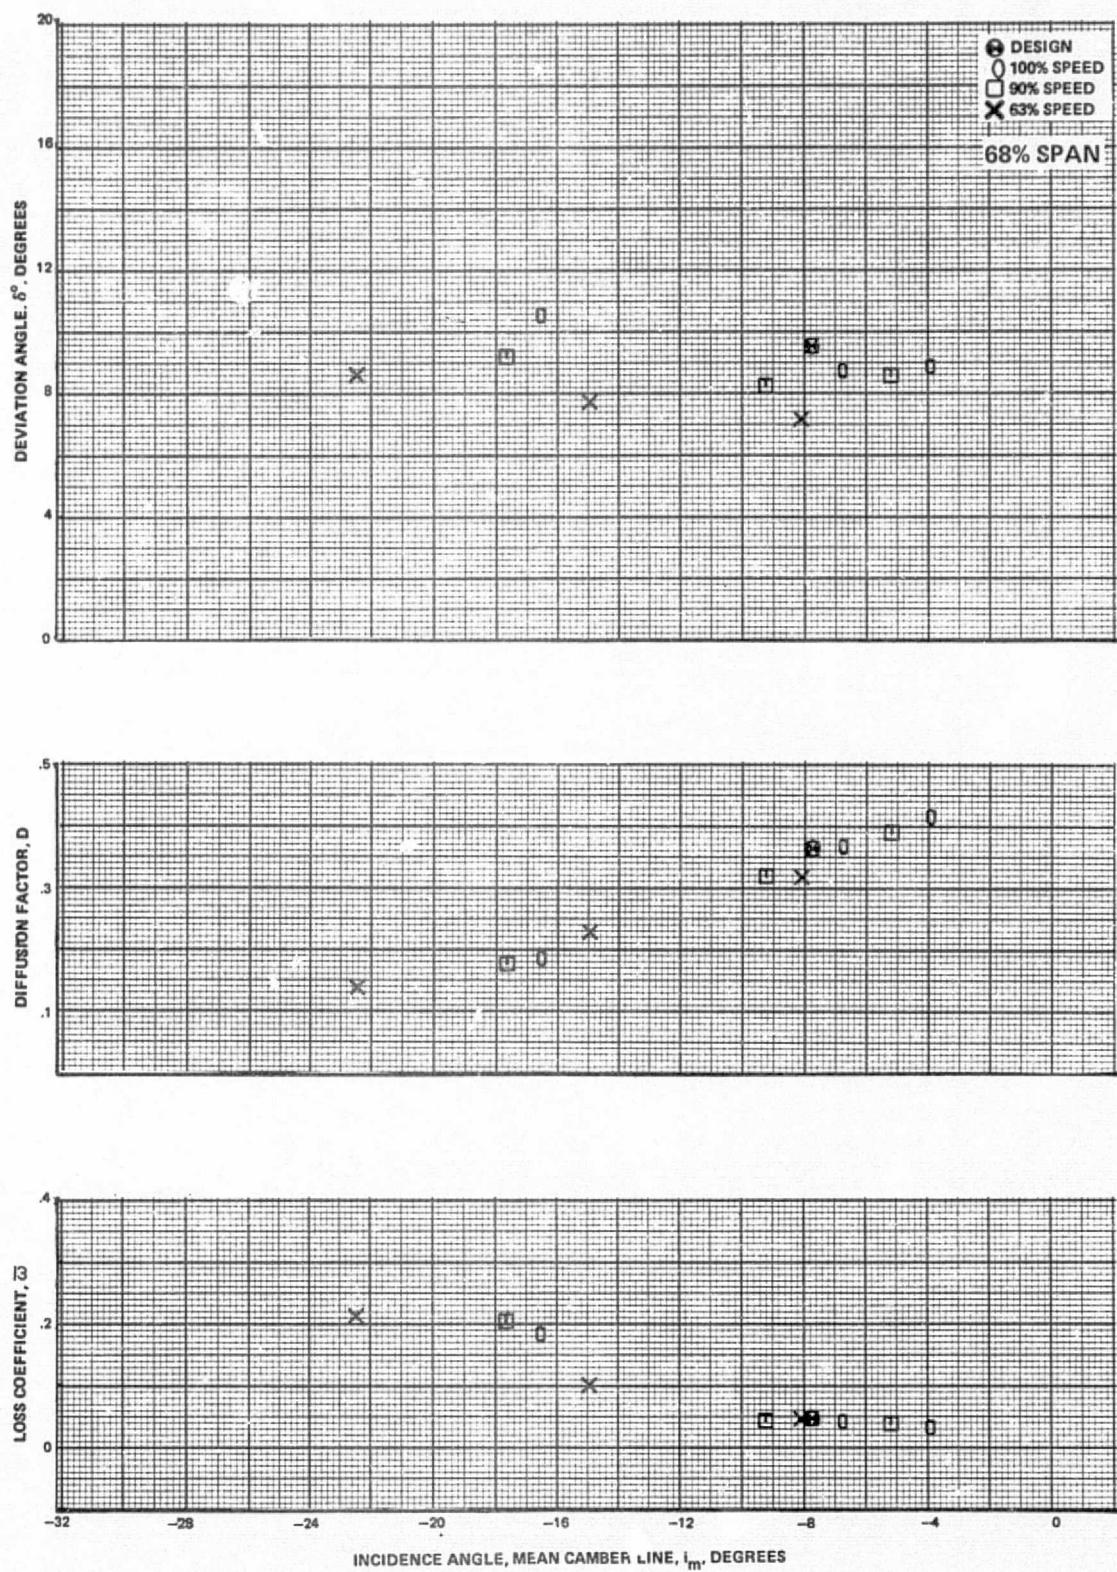 20
DESIGN
100% SPEED
90% SPEED
63% SPEED
68% SPAN
16
12
8
4
0
DEVIATION ANGLE, δ°, DEGREES
.5
.3
.1
DIFFUSION FACTOR, D
.4
.2
0
LOSS COEFFICIENT, ω̅
−32 −28 −24 −20 −16 −12 −8 −4 0
INCIDENCE ANGLE, MEAN CAMBER LINE, iₘ, DEGREES